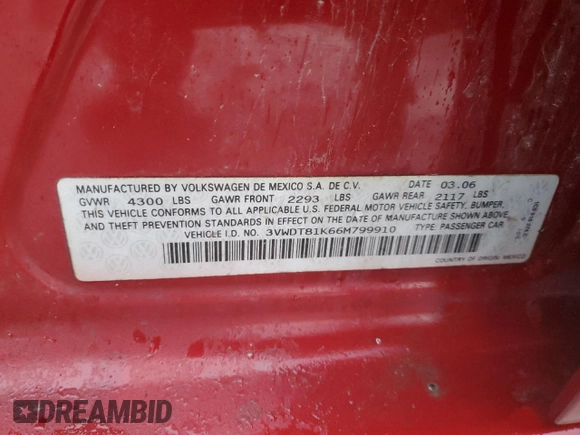 MANUFACTURED BY VOLKSWAGEN DE MEXICO S.A. DE C.V. DATE 03.06
GVWR 4300 LBS GAWR FRONT 2293 LBS GAWR REAR 2117 LBS
THIS VEHICLE CONFORMS TO ALL APPLICABLE U.S. FEDERAL MOTOR VEHICLE SAFETY, BUMPER,
AND THEFT PREVENTION STANDARDS IN EFFECT ON THE DATE OF MANUFACTURE SHOWN ABOVE.
VEHICLE I.D. NO. 3VWDT81K66M799910 TYPE: PASSENGER CAR
COUNTRY OF ORIGIN: MEXICO
DREAMBID